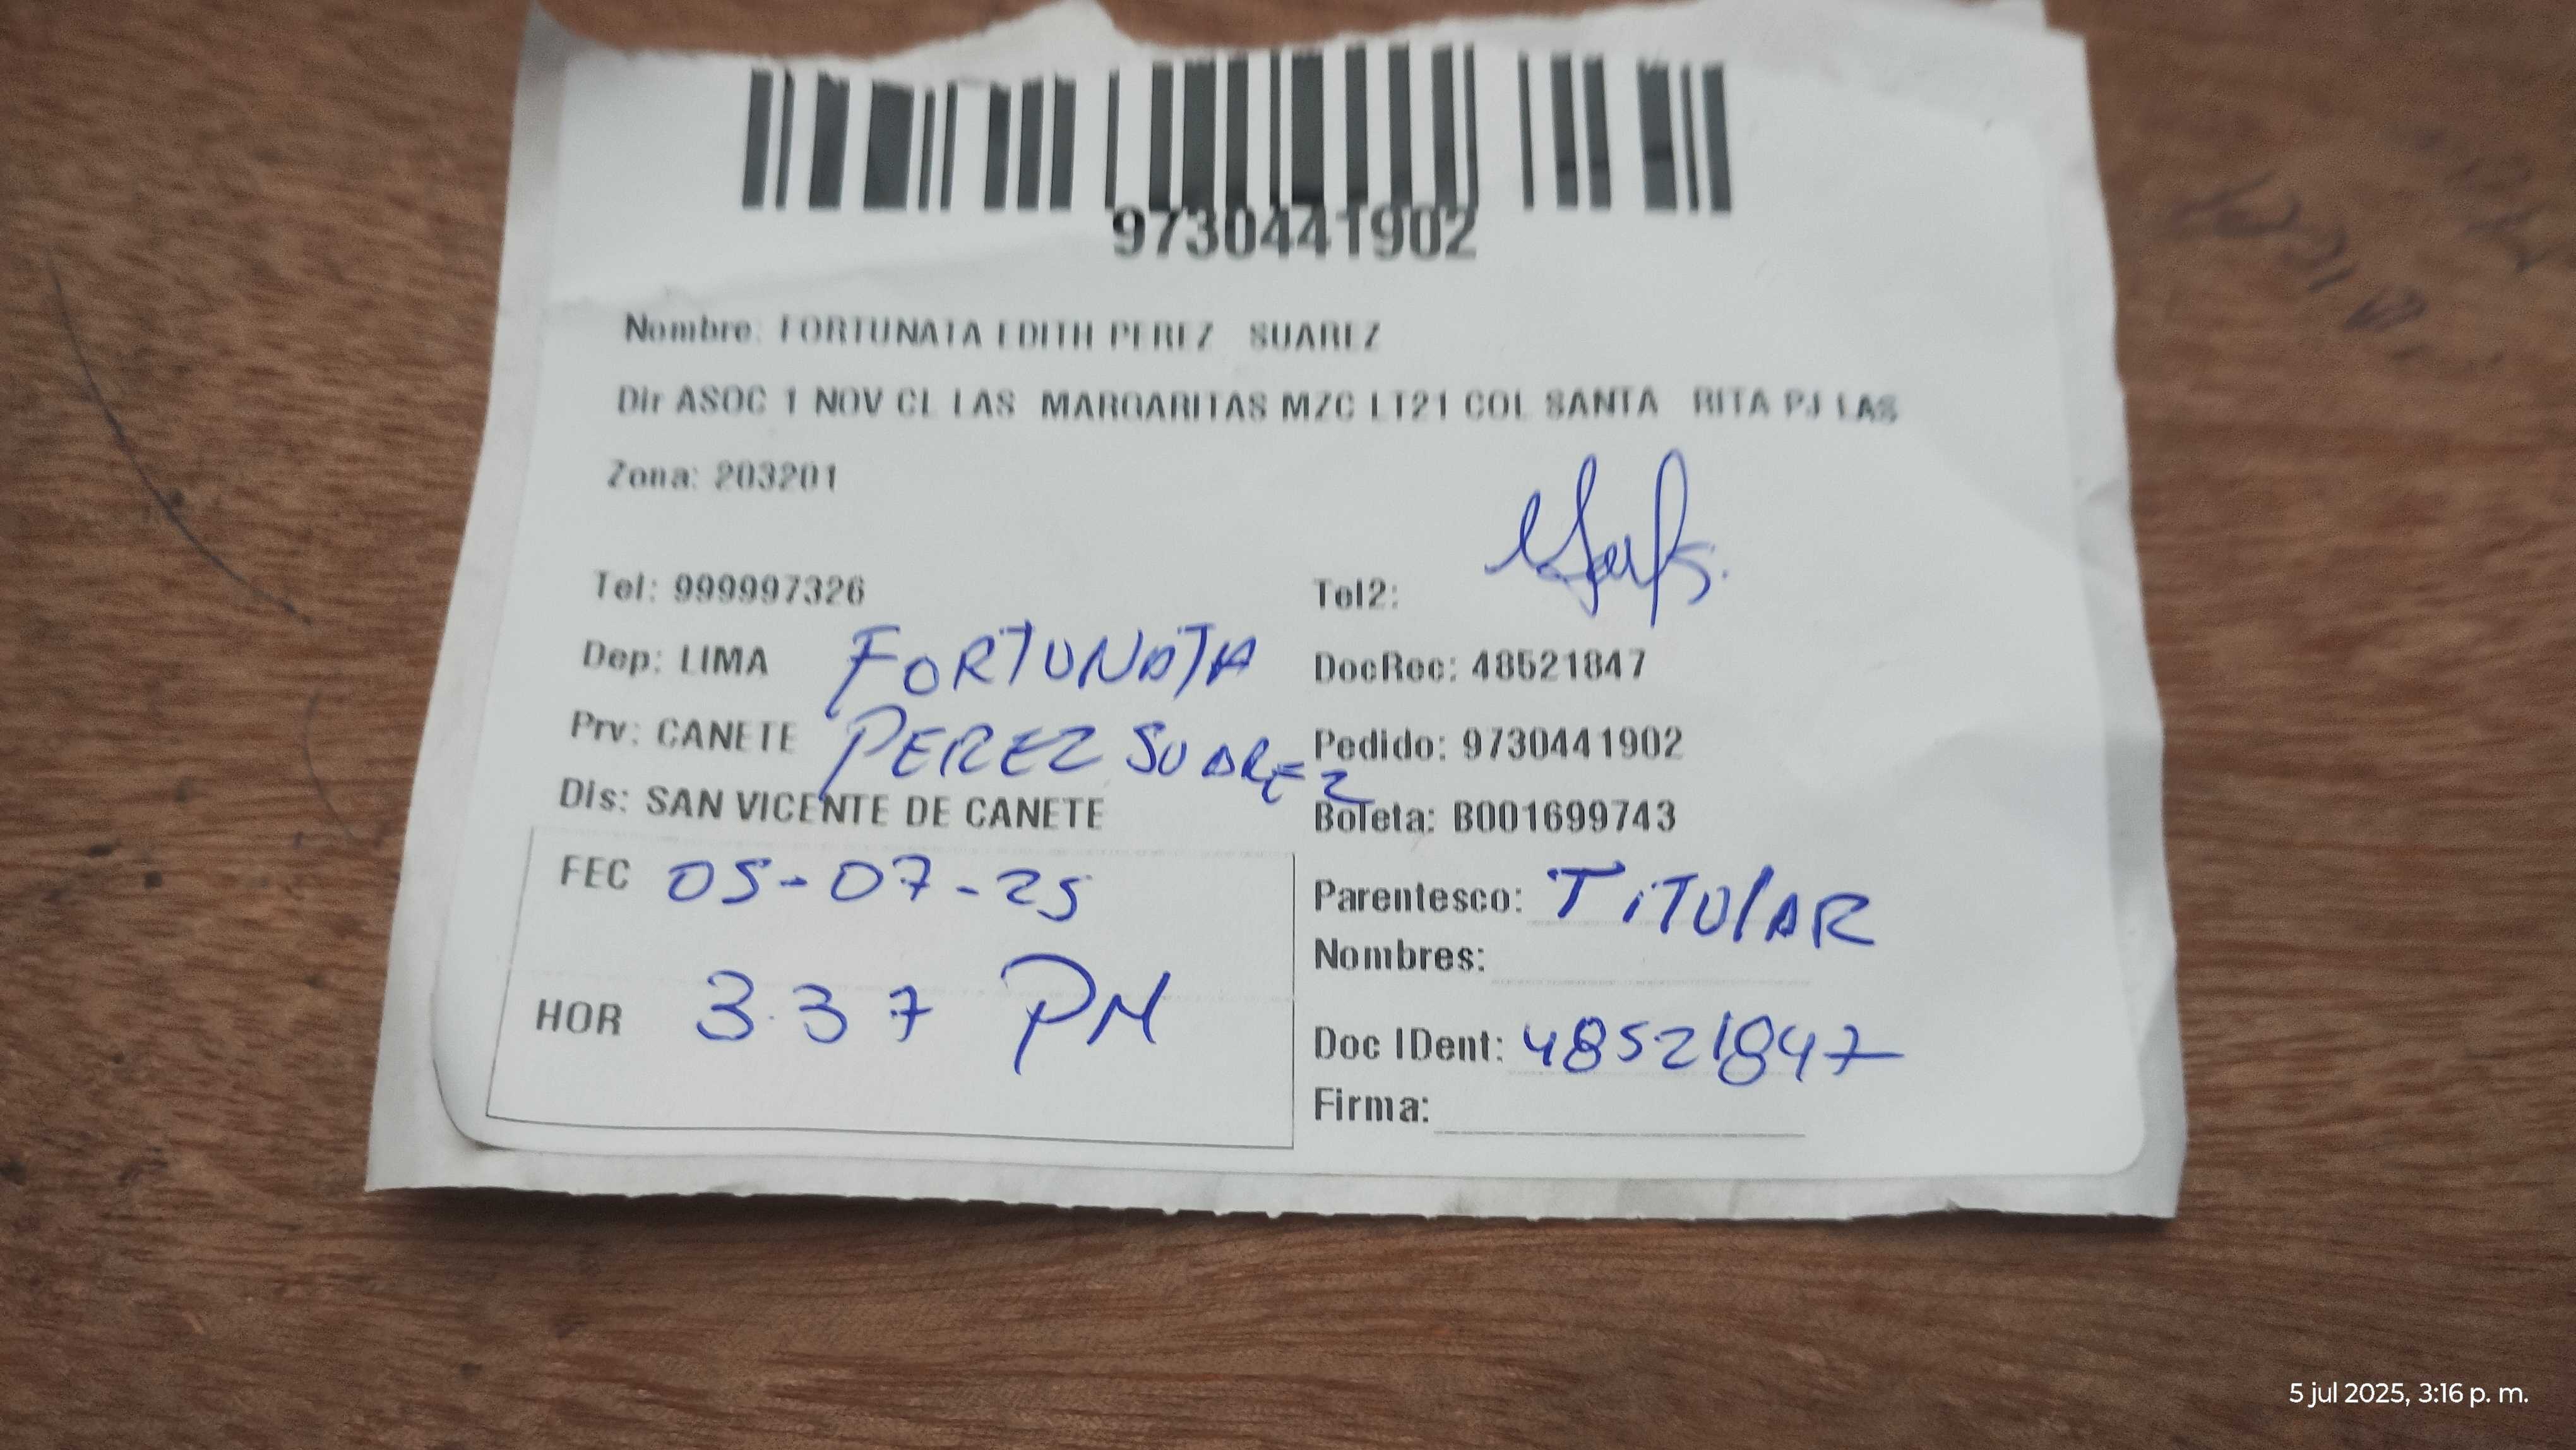 9730441902
Nombre: FORTUNATA EDITH PEREZ SUAREZ
Dir ASOC 1 NOV CL LAS MARGARITAS MZC LT21 COL SANTA RITA PJ LAS
Zona: 203201
Tel: 999997326
Tel2:
Dep: LIMA
FORTUNATA
DocRec: 48521847
Prv: CANETE
PEREZ SUAREZ
Pedido: 9730441902
Dis: SAN VICENTE DE CANETE
Boleta: B001699743
FEC 05-07-25
Parentesco: TITULAR
Nombres:
HOR 3.37 PM
Doc IDent: 48521847
Firma:
5 jul 2025, 3:16 p. m.